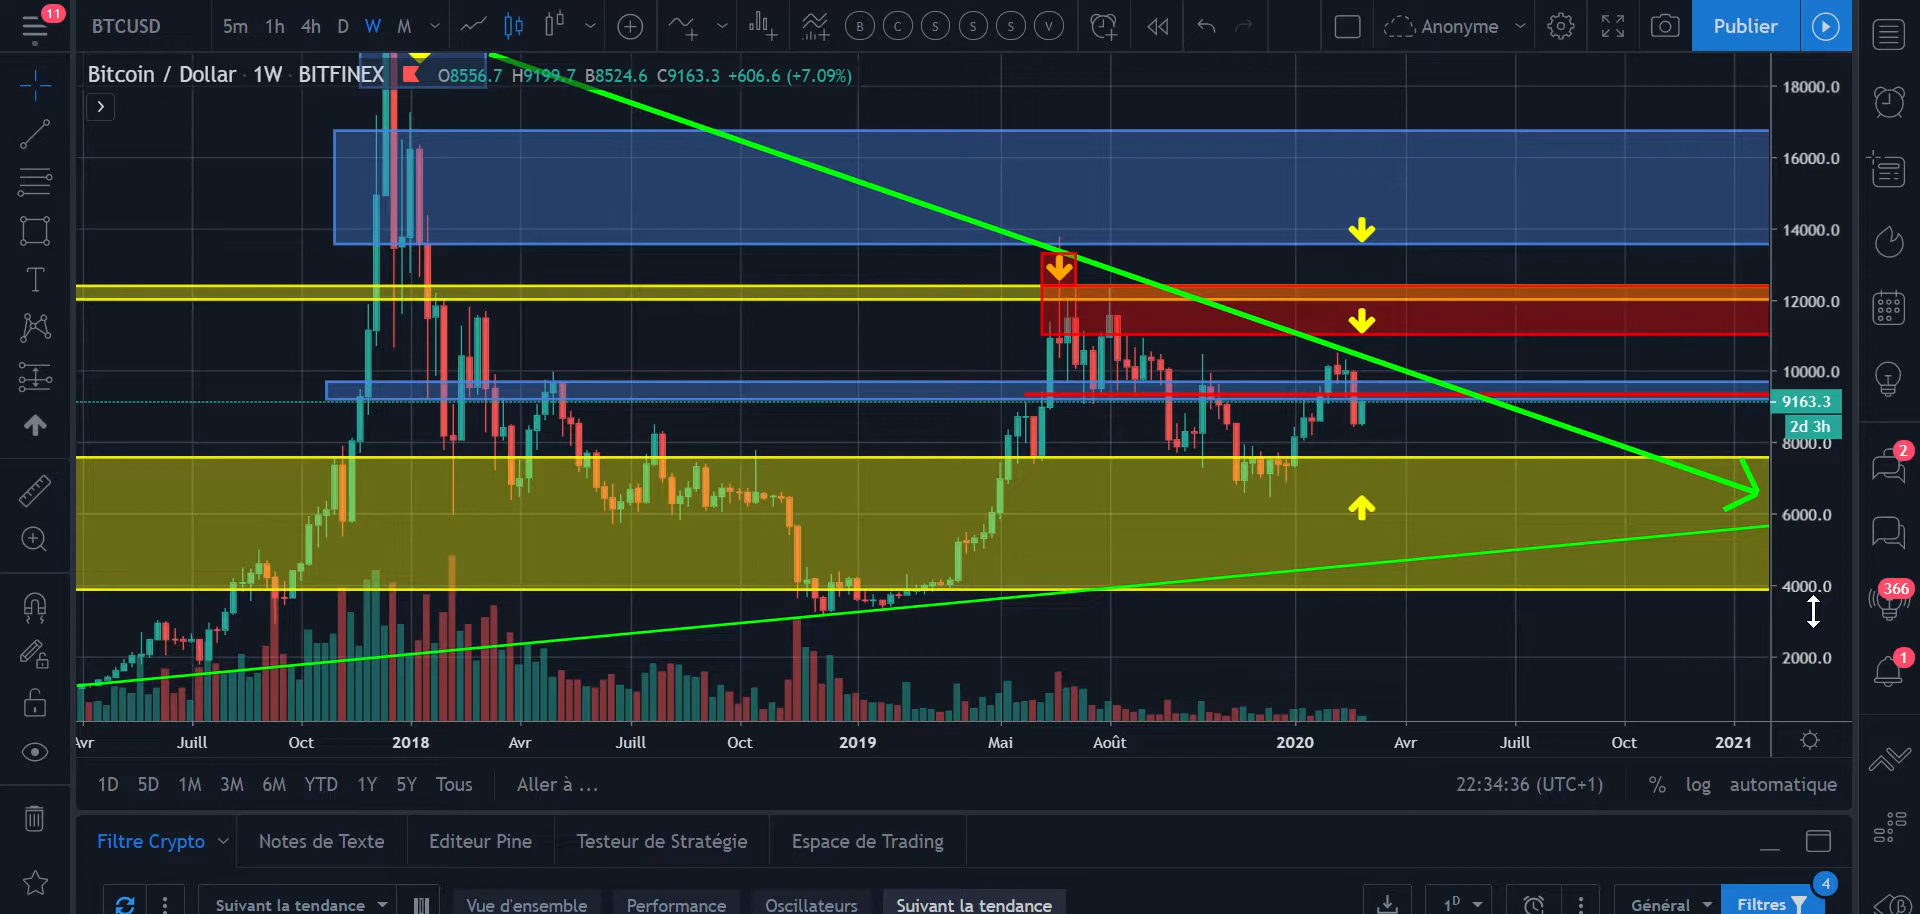 11
BTCUSD 5m 1h 4h D W M B C S S S V Anonyme Publier
Bitcoin / Dollar · 1W · BITFINEX O8556.7 H9199.7 B8524.6 C9163.3 +606.6 (+7.09%)
18000.0
16000.0
14000.0
12000.0
10000.0
9163.3
2d 3h
8000.0
6000.0
4000.0
2000.0
2
366
1
Avr Juill Oct 2018 Avr Juill Oct 2019 Mai Août 2020 Avr Juill Oct 2021
1D 5D 1M 3M 6M YTD 1Y 5Y Tous Aller à ... 22:34:36 (UTC+1) % log automatique
Filtre Crypto Notes de Texte Editeur Pine Testeur de Stratégie Espace de Trading
4
Suivant la tendance Vue d'ensemble Performance Oscillateurs Suivant la tendance 1D Général Filtres